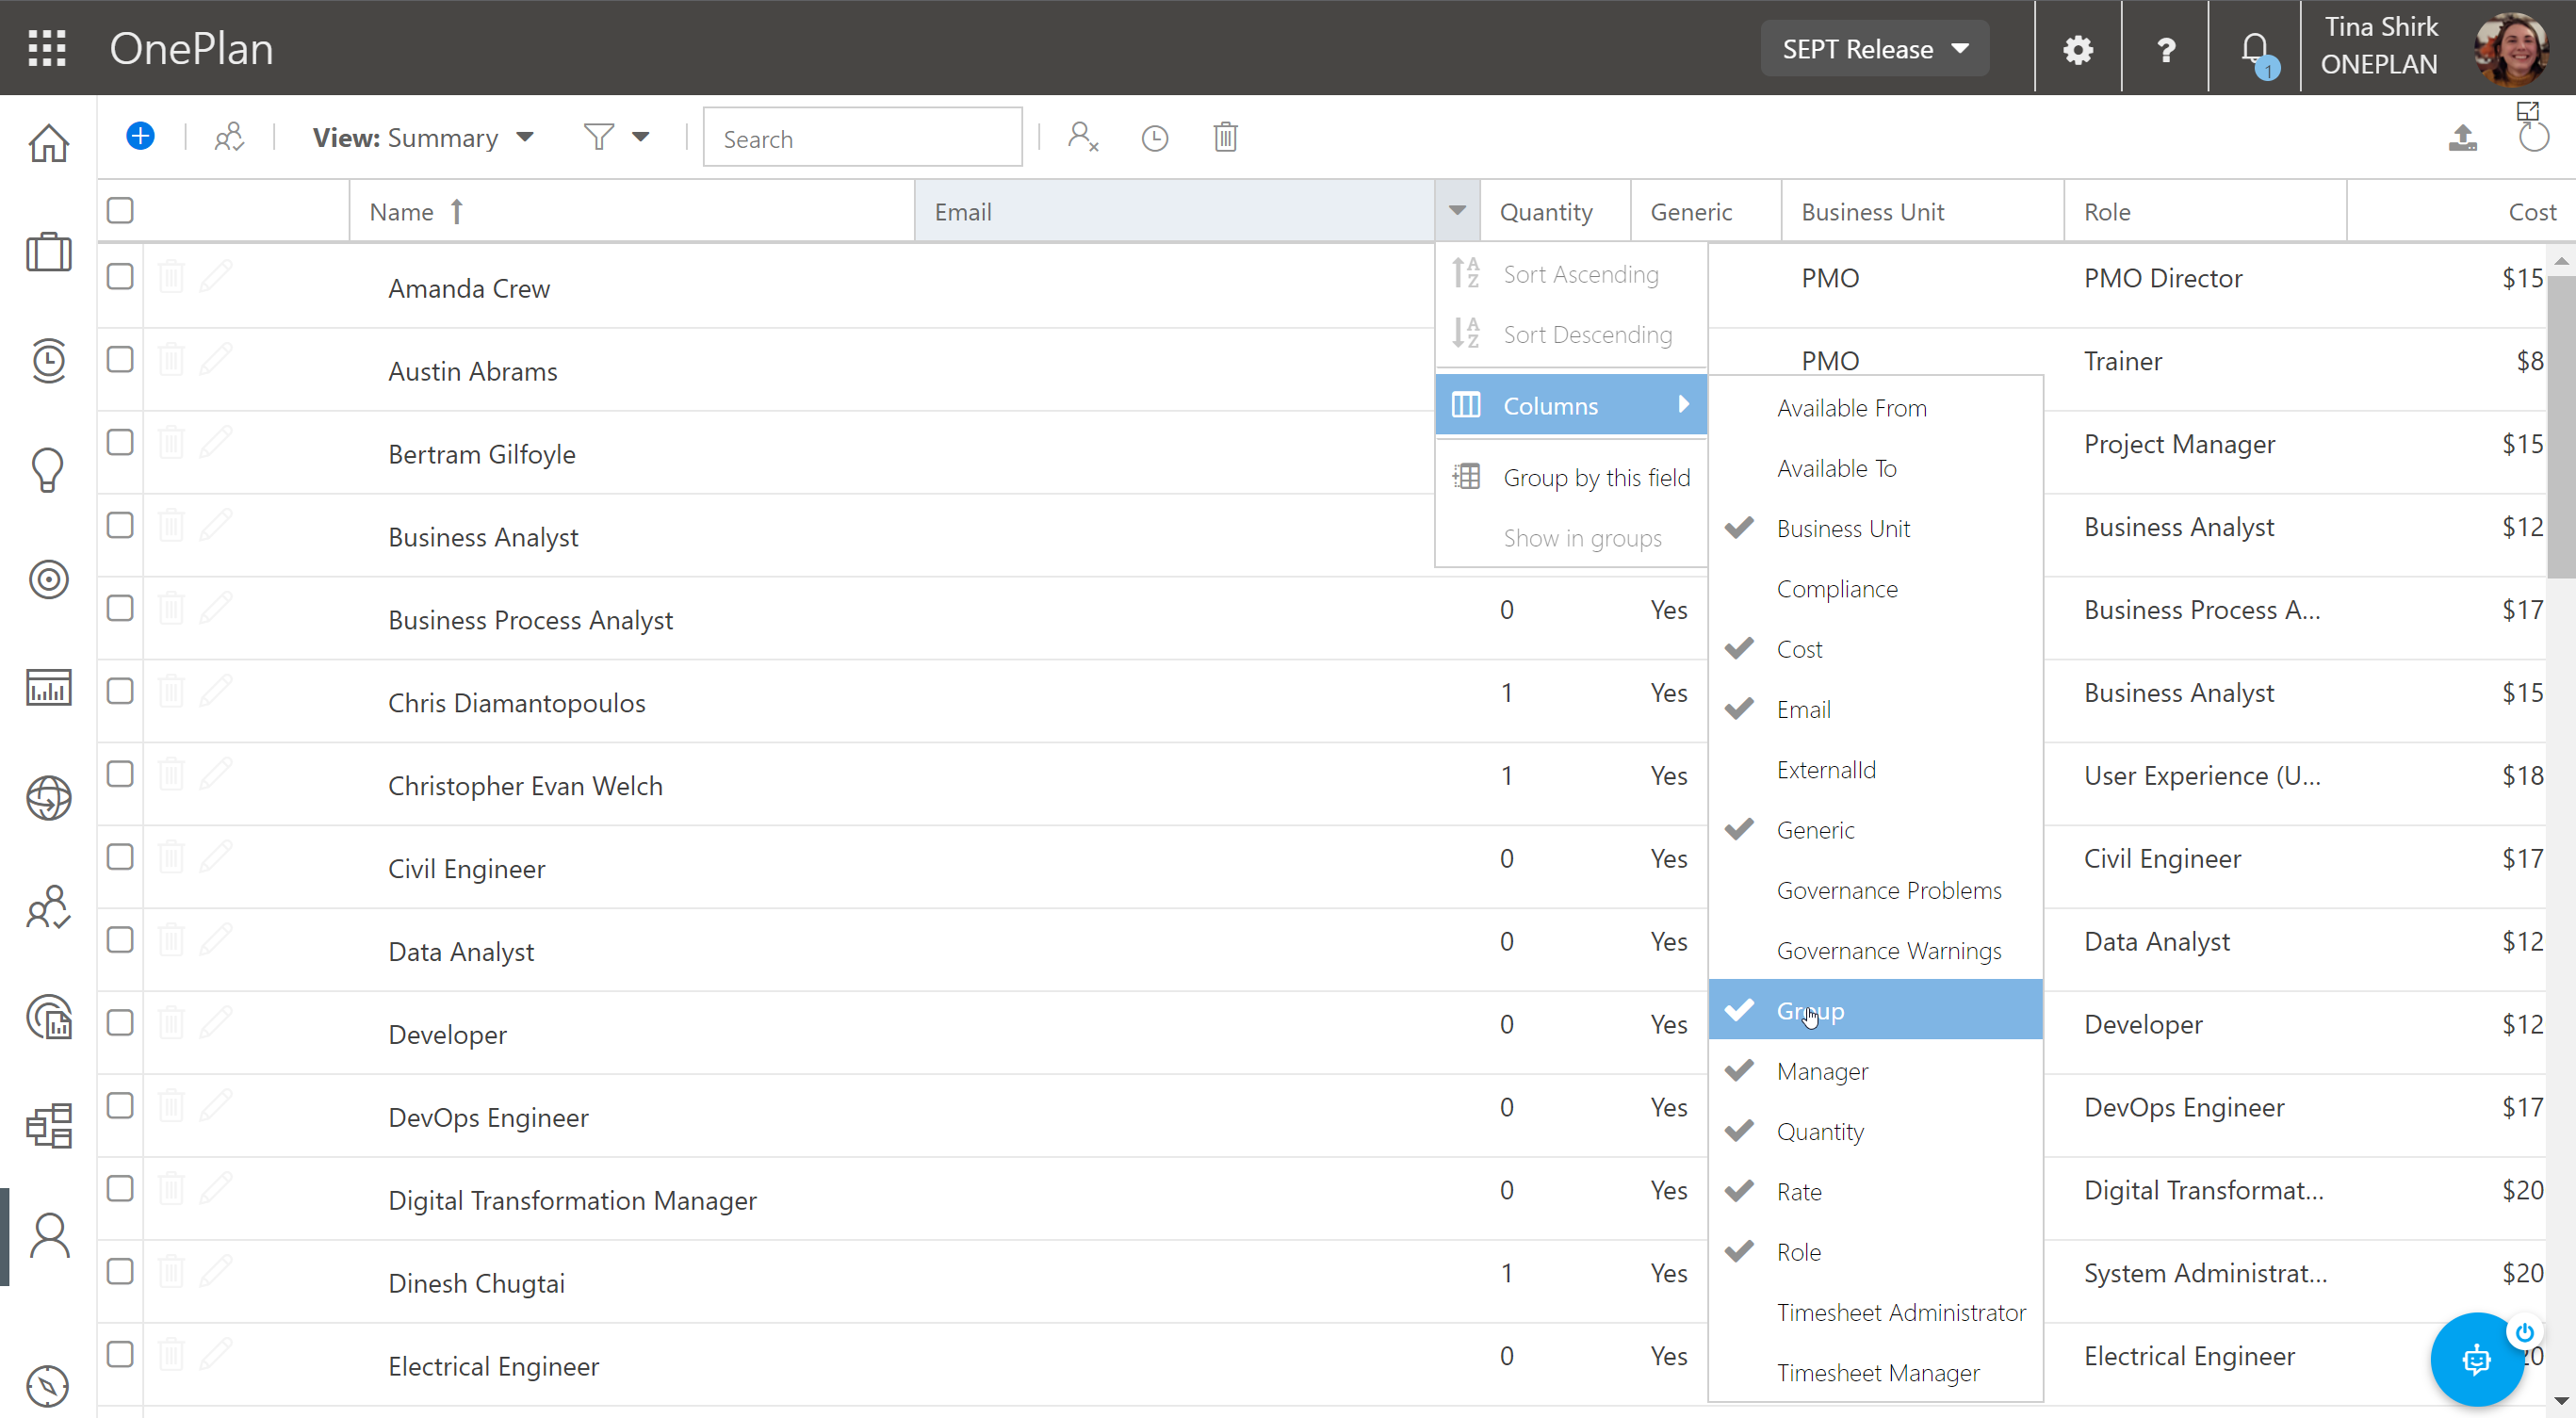 OnePlan
SEPT Release
?
1
Tina Shirk
ONEPLAN
View: Summary
Search
Name
Email
Quantity
Generic
Business Unit
Role
Cost
Amanda Crew
PMO
PMO Director
$15
Austin Abrams
PMO
Trainer
$8
Bertram Gilfoyle
Project Manager
$15
Business Analyst
Business Analyst
$12
Business Process Analyst
0
Yes
Business Process A...
$17
Chris Diamantopoulos
1
Yes
Business Analyst
$15
Christopher Evan Welch
1
Yes
User Experience (U...
$18
Civil Engineer
0
Yes
Civil Engineer
$17
Data Analyst
0
Yes
Data Analyst
$12
Developer
0
Yes
Developer
$12
DevOps Engineer
0
Yes
DevOps Engineer
$17
Digital Transformation Manager
0
Yes
Digital Transformat...
$20
Dinesh Chugtai
1
Yes
System Administrat...
$20
Electrical Engineer
0
Yes
Electrical Engineer
20
A
Z
Sort Ascending
A
Z
Sort Descending
Columns
Group by this field
Show in groups
Available From
Available To
Business Unit
Compliance
Cost
Email
ExternalId
Generic
Governance Problems
Governance Warnings
Group
Manager
Quantity
Rate
Role
Timesheet Administrator
Timesheet Manager